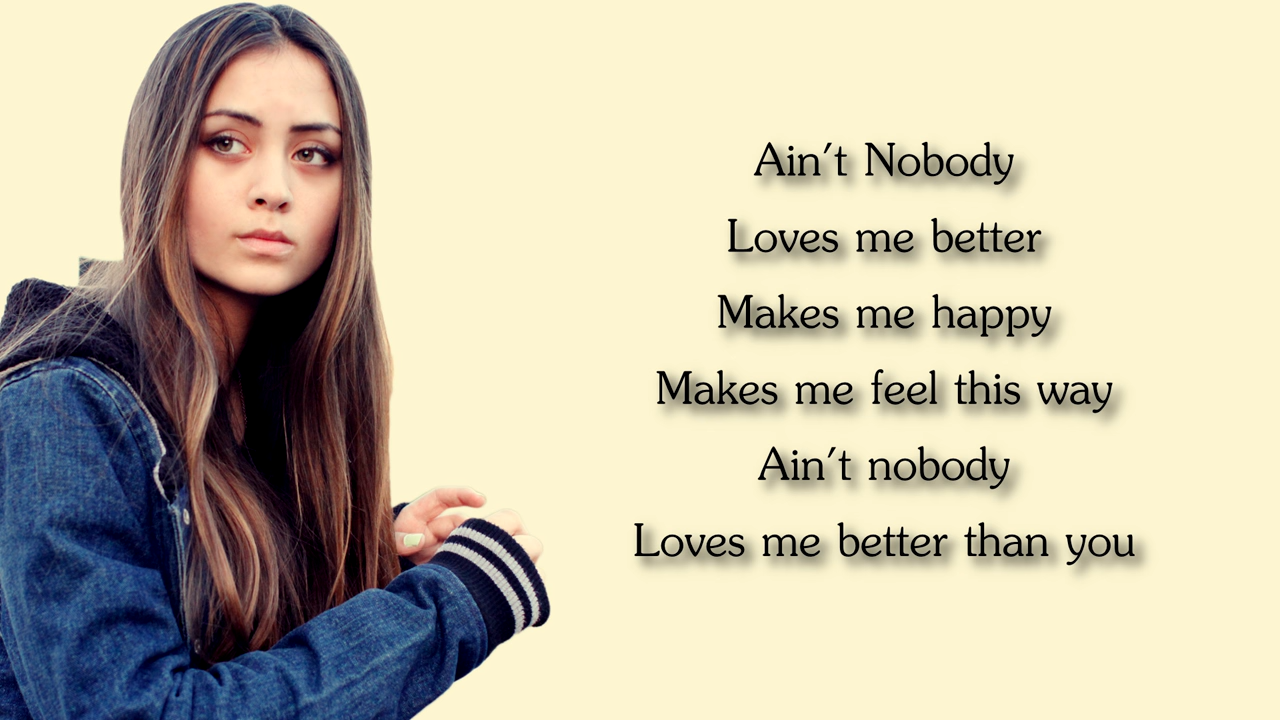 Ain't Nobody
Loves me better
Makes me happy
Makes me feel this way
Ain't nobody
Loves me better than you